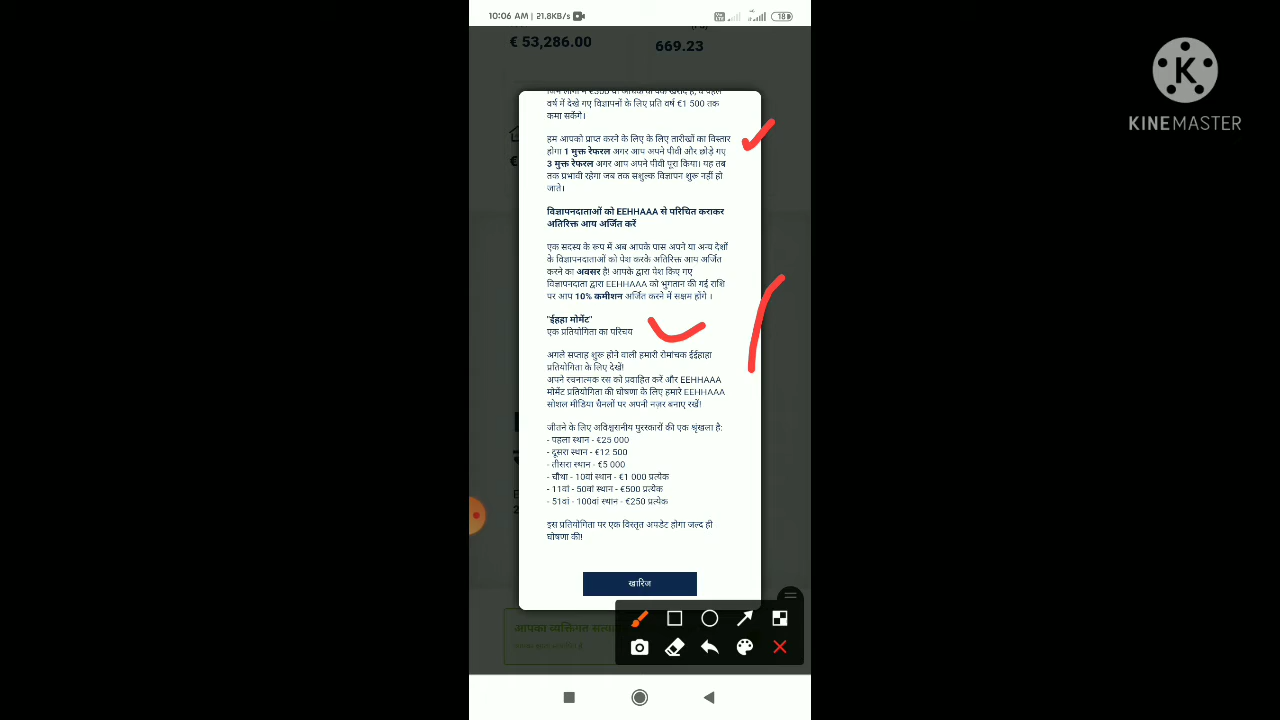 10:06 AM | 21.8KB/s
18
€ 53,286.00
669.23
वर्ष में देखे गए विज्ञापनों के लिए प्रति वर्ष €1 500 तक
कमा सकेंगे।
हम आपको प्राप्त करने के लिए के लिए तारीखों का विस्तार
होगा 1 मुक्त रेफरल अगर आप अपने पीवी और छोड़े गए
3 मुक्त रेफरल अगर आप अपने पीवी पूरा किया। यह तब
तक प्रभावी रहेगा जब तक सशुल्क विज्ञापन शुरू नहीं हो
जाते।
विज्ञापनदाताओं को EEHHAAA से परिचित कराकर
अतिरिक्त आय अर्जित करें
एक सदस्य के रूप में अब आपके पास अपने या अन्य देशों
के विज्ञापनदाताओं को पेश करके अतिरिक्त आय अर्जित
करने का अवसर है! आपके द्वारा पेश किए गए
विज्ञापनदाता द्वारा EEHHAAA को भुगतान की गई राशि
पर आप 10% कमीशन अर्जित करने में सक्षम होंगे ।
"ईहहा मोमेंट"
एक प्रतियोगिता का परिचय
अगले सप्ताह शुरू होने वाली हमारी रोमांचक ईईहाहा
प्रतियोगिता के लिए देखें!
अपने रचनात्मक रस को प्रवाहित करें और EEHHAAA
मोमेंट प्रतियोगिता की घोषणा के लिए हमारे EEHHAAA
सोशल मीडिया चैनलों पर अपनी नज़र बनाए रखें!
जीतने के लिए अविश्वसनीय पुरस्कारों की एक श्रृंखला है:
- पहला स्थान - €25 000
- दूसरा स्थान - €12 500
- तीसरा स्थान - €5 000
- चौथा - 10वां स्थान - €1 000 प्रत्येक
- 11वां - 50वां स्थान - €500 प्रत्येक
- 51वां - 100वां स्थान - €250 प्रत्येक
इस प्रतियोगिता पर एक विस्तृत अपडेट होगा जल्द ही
घोषणा की!
खारिज
आपका व्यक्तिगत
K
KINEMASTER